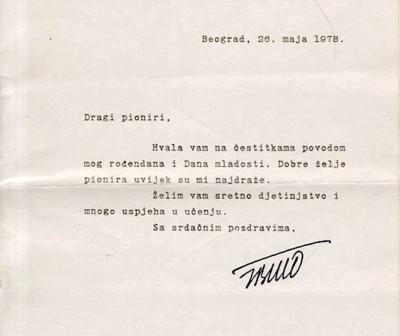 Beograd, 26. maja 1978.
Dragi pioniri,
Hvala vam na čestitkama povodom
mog rođendana i Dana mladosti. Dobre želje
pionira uvijek su mi najdraže.
Želim vam sretno djetinjstvo i
mnogo uspjeha u učenju.
Sa srdačnim pozdravima,